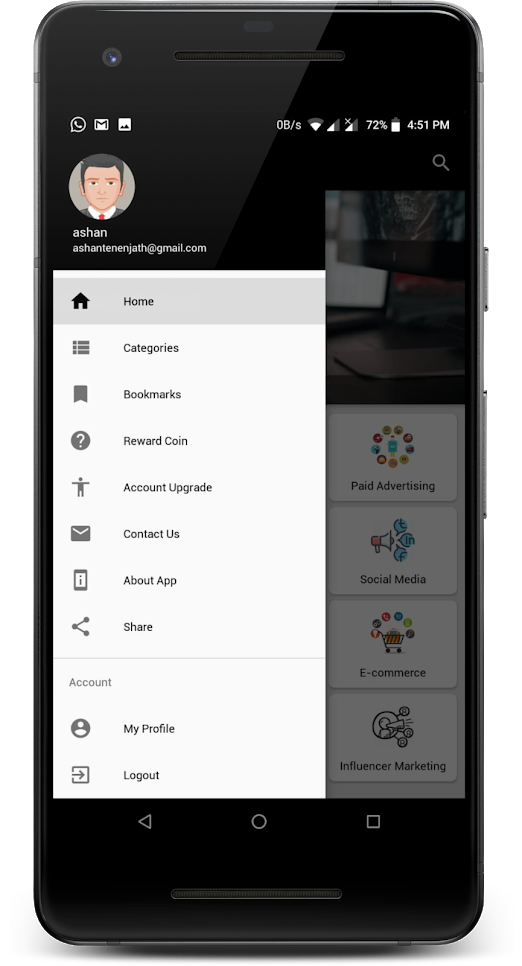 0B/s 72% 4:51 PM
ashan
ashantenenjath@gmail.com
Home
Categories
Bookmarks
Reward Coin
Account Upgrade
Contact Us
About App
Share
Account
My Profile
Logout
Paid Advertising
Social Media
E-commerce
Influencer Marketing